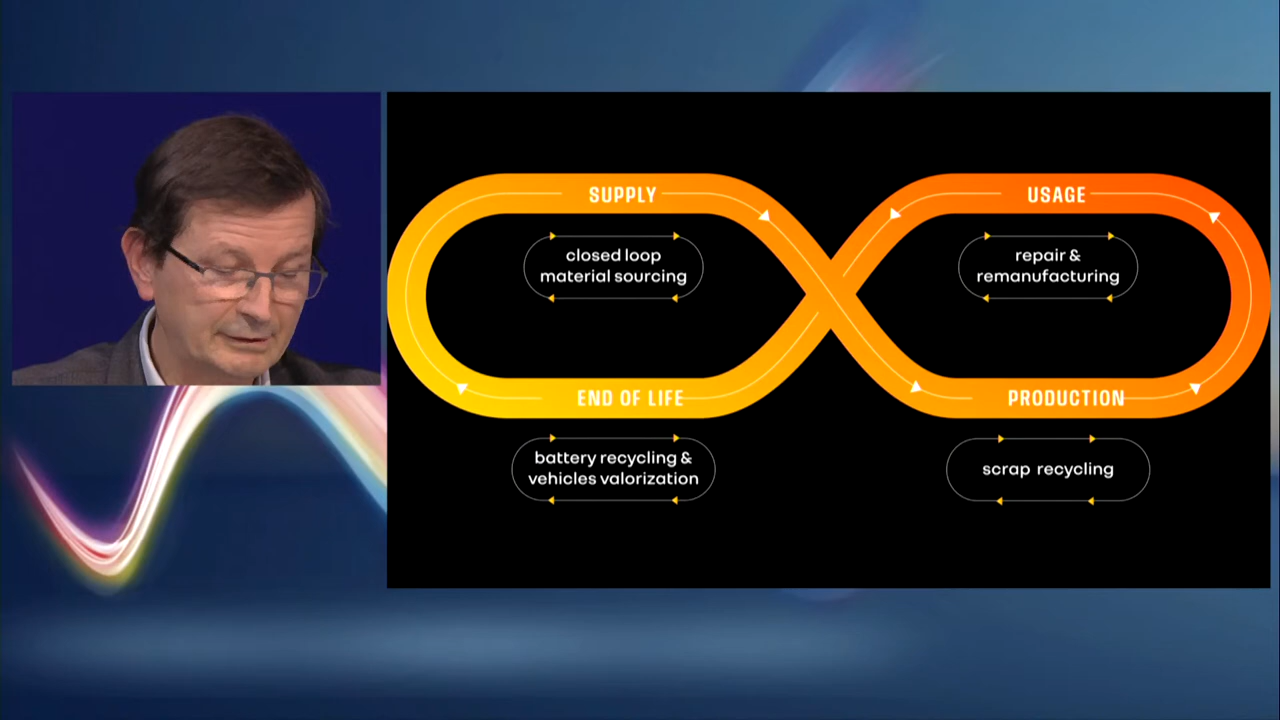 SUPPLY
closed loop
material sourcing
USAGE
repair &
remanufacturing
END OF LIFE
battery recycling &
vehicles valorization
PRODUCTION
scrap recycling